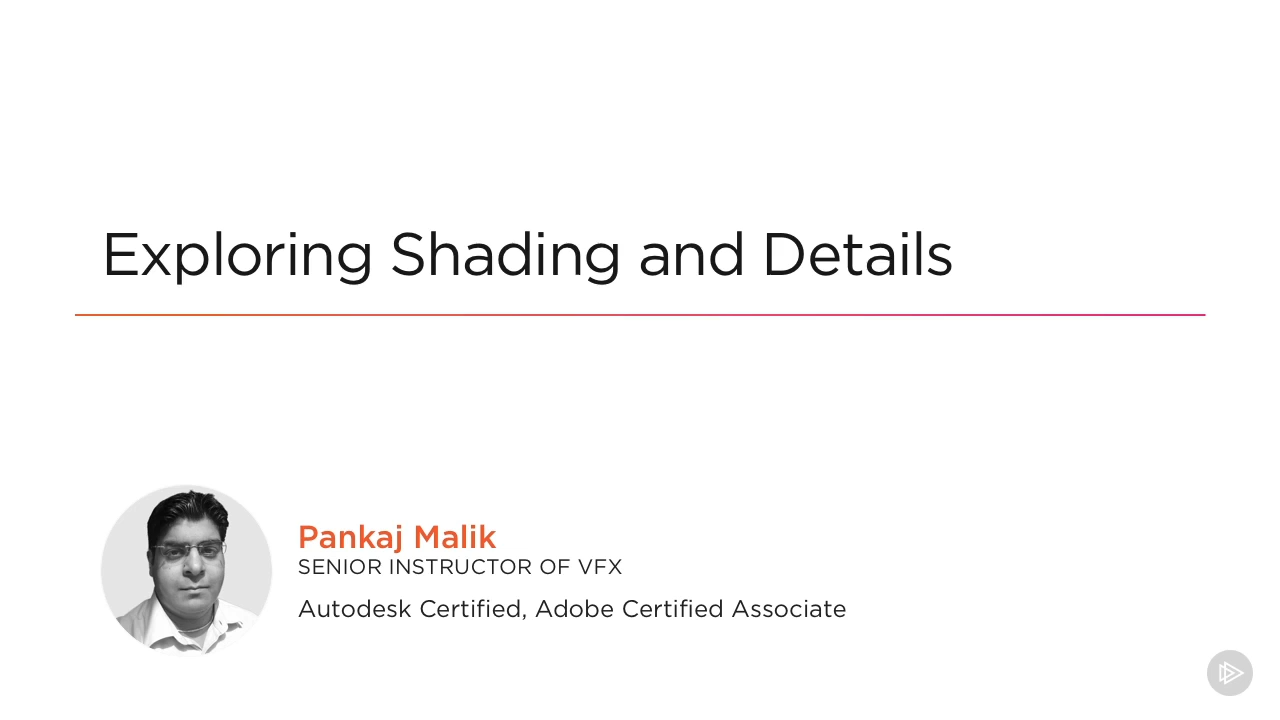 Exploring Shading and Details
Pankaj Malik
SENIOR INSTRUCTOR OF VFX
Autodesk Certified, Adobe Certified Associate